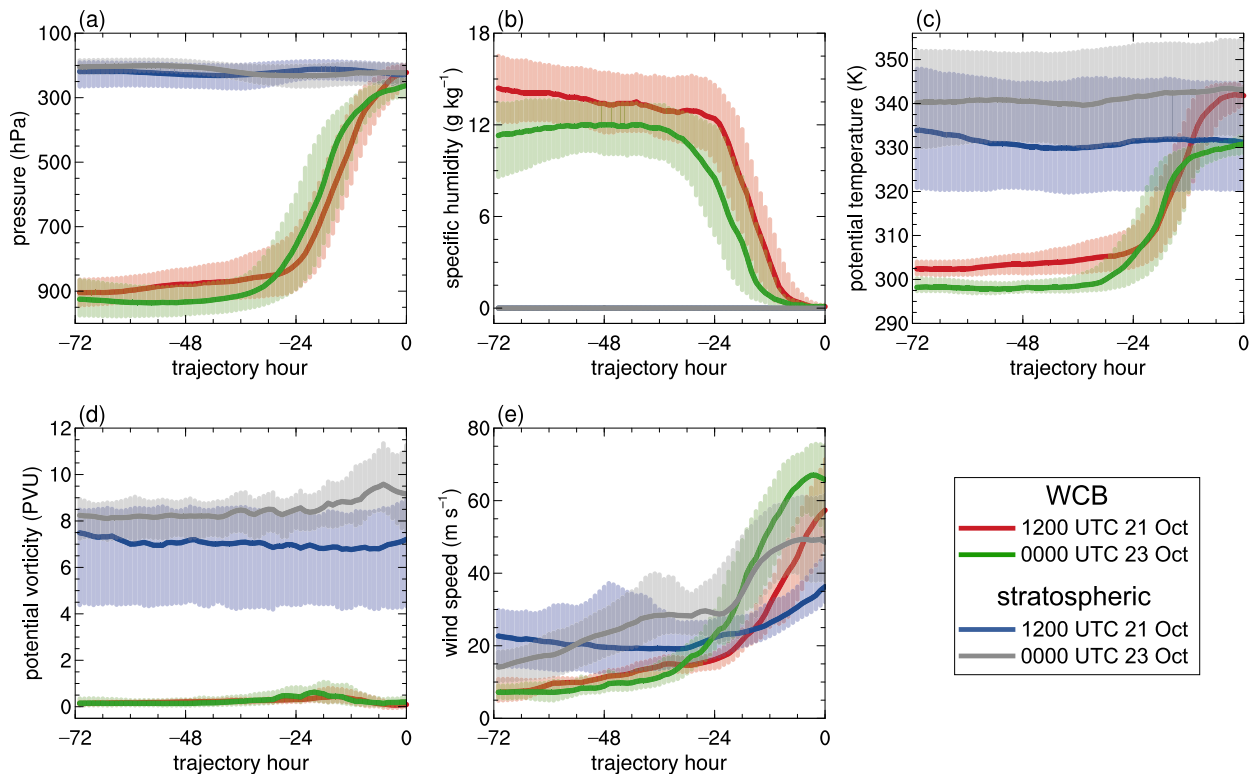 (a)
100
300
500
700
900
pressure (hPa)
−72
−48
−24
0
trajectory hour
(b)
18
12
6
0
specific humidity (g kg⁻¹)
−72
−48
−24
0
trajectory hour
(c)
350
340
330
320
310
305
300
290
potential temperature (K)
−72
−48
−24
0
trajectory hour
(d)
12
10
8
6
4
2
0
potential vorticity (PVU)
−72
−48
−24
0
trajectory hour
(e)
80
60
40
20
0
wind speed (m s⁻¹)
−72
−48
−24
0
trajectory hour
WCB
1200 UTC 21 Oct
0000 UTC 23 Oct
stratospheric
1200 UTC 21 Oct
0000 UTC 23 Oct